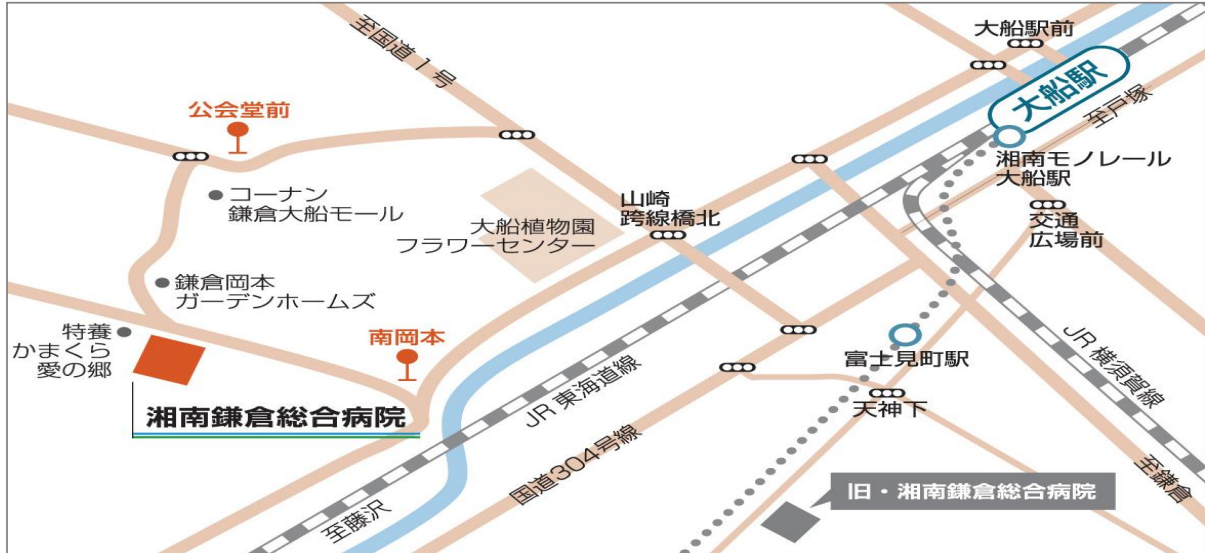 至国道1号
大船駅前
大船駅
至戸塚
湘南モノレール
大船駅
公会堂前
コーナン
鎌倉大船モール
山崎
跨線橋北
大船植物園
フラワーセンター
交通
広場前
鎌倉岡本
ガーデンホームズ
特養
かまくら
愛の郷
南岡本
富士見町駅
JR東海道線
JR横須賀線
湘南鎌倉総合病院
天神下
国道304号線
至鎌倉
旧・湘南鎌倉総合病院
至藤沢